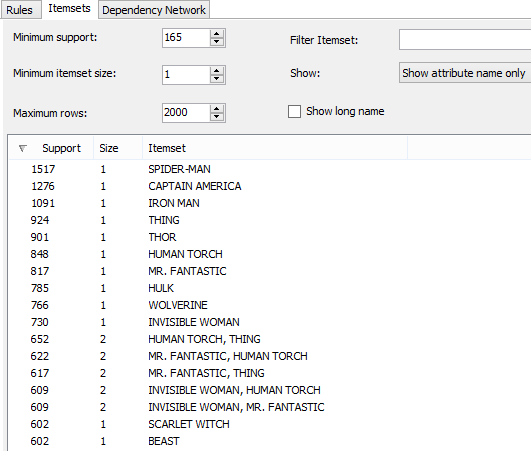 Rules Itemsets Dependency Network
Minimum support: 165 Filter Itemset:
Minimum itemset size: 1 Show: Show attribute name only
Maximum rows: 2000 Show long name
Support Size Itemset
1517 1 SPIDER-MAN
1276 1 CAPTAIN AMERICA
1091 1 IRON MAN
924 1 THING
901 1 THOR
848 1 HUMAN TORCH
817 1 MR. FANTASTIC
785 1 HULK
766 1 WOLVERINE
730 1 INVISIBLE WOMAN
652 2 HUMAN TORCH, THING
622 2 MR. FANTASTIC, HUMAN TORCH
617 2 MR. FANTASTIC, THING
609 2 INVISIBLE WOMAN, HUMAN TORCH
609 2 INVISIBLE WOMAN, MR. FANTASTIC
602 1 SCARLET WITCH
602 1 BEAST